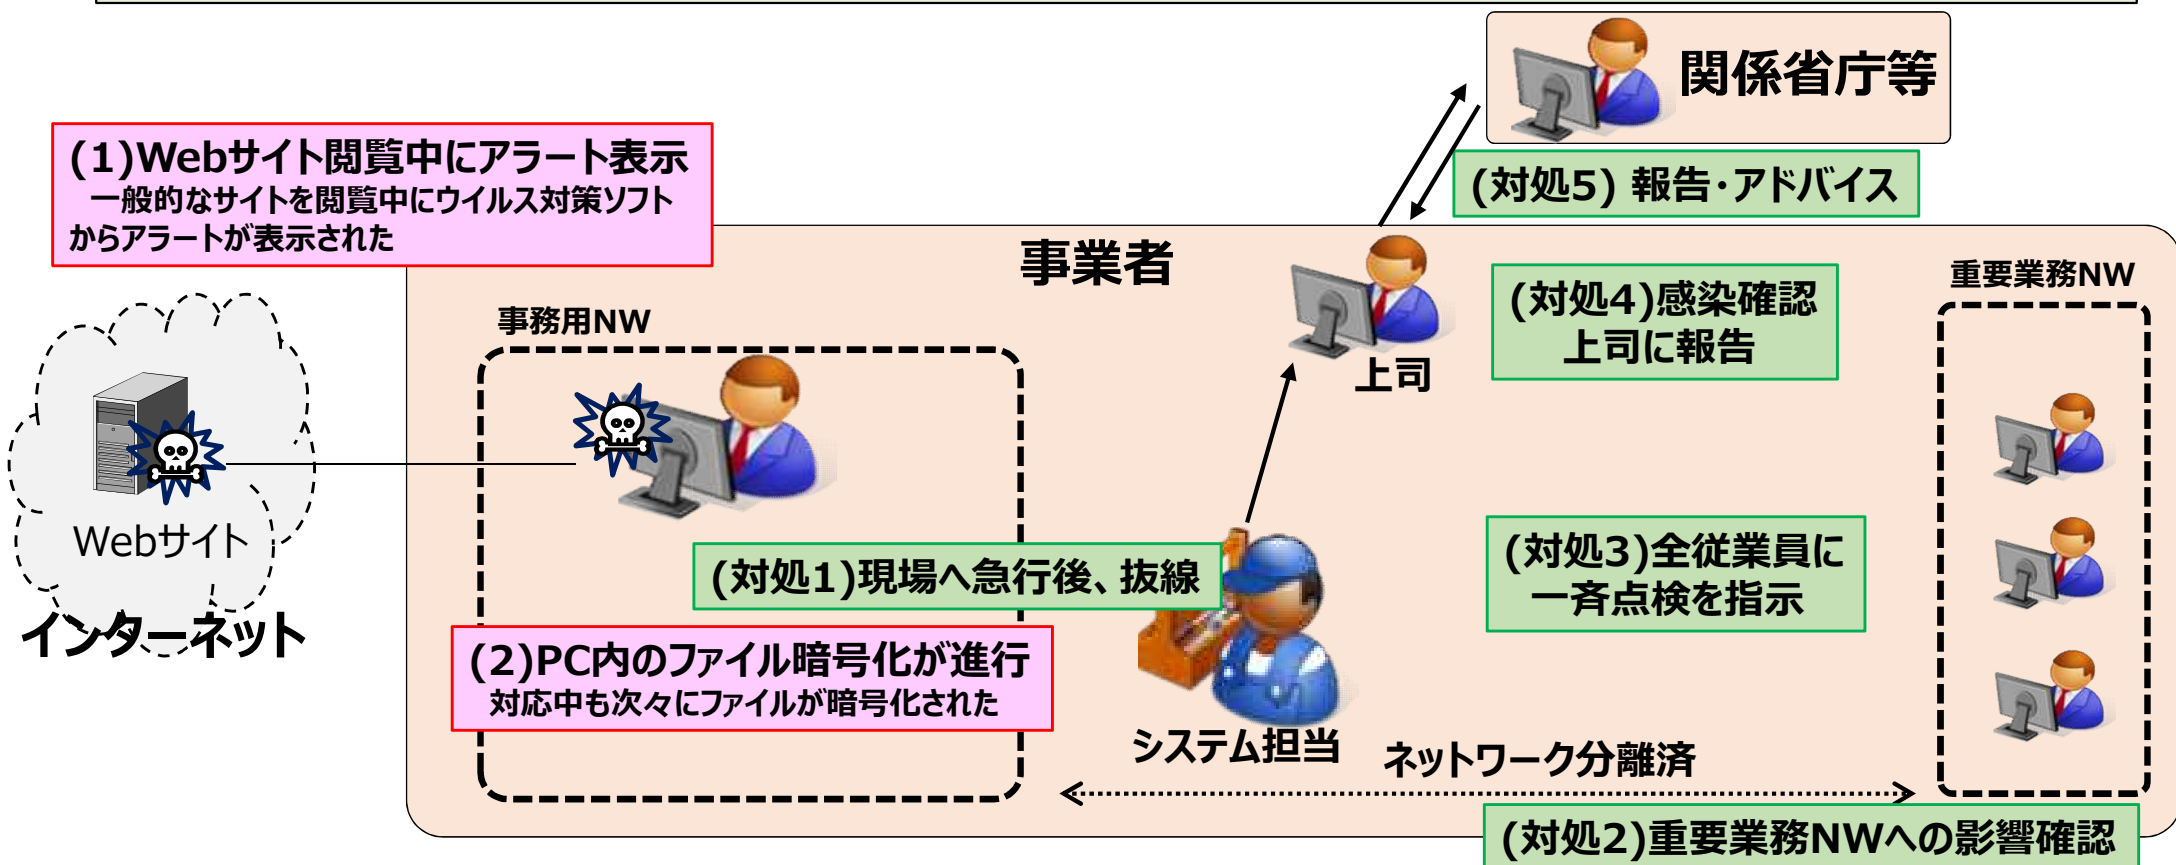 関係省庁等
(1)Webサイト閲覧中にアラート表示
一般的なサイトを閲覧中にウイルス対策ソフト
からアラートが表示された
(対処5) 報告・アドバイス
事業者
重要業務NW
(対処4)感染確認
上司に報告
事務用NW
上司
Webサイト
インターネット
(対処1)現場へ急行後、抜線
(対処3)全従業員に
一斉点検を指示
(2)PC内のファイル暗号化が進行
対応中も次々にファイルが暗号化された
システム担当
ネットワーク分離済
(対処2)重要業務NWへの影響確認